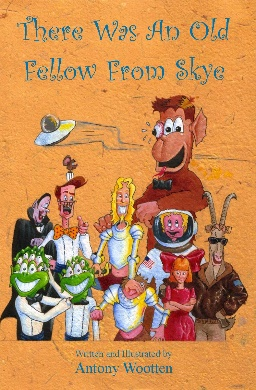 There Was An Old
Fellow From Skye
Written and Illustrated by
Antony Wootten